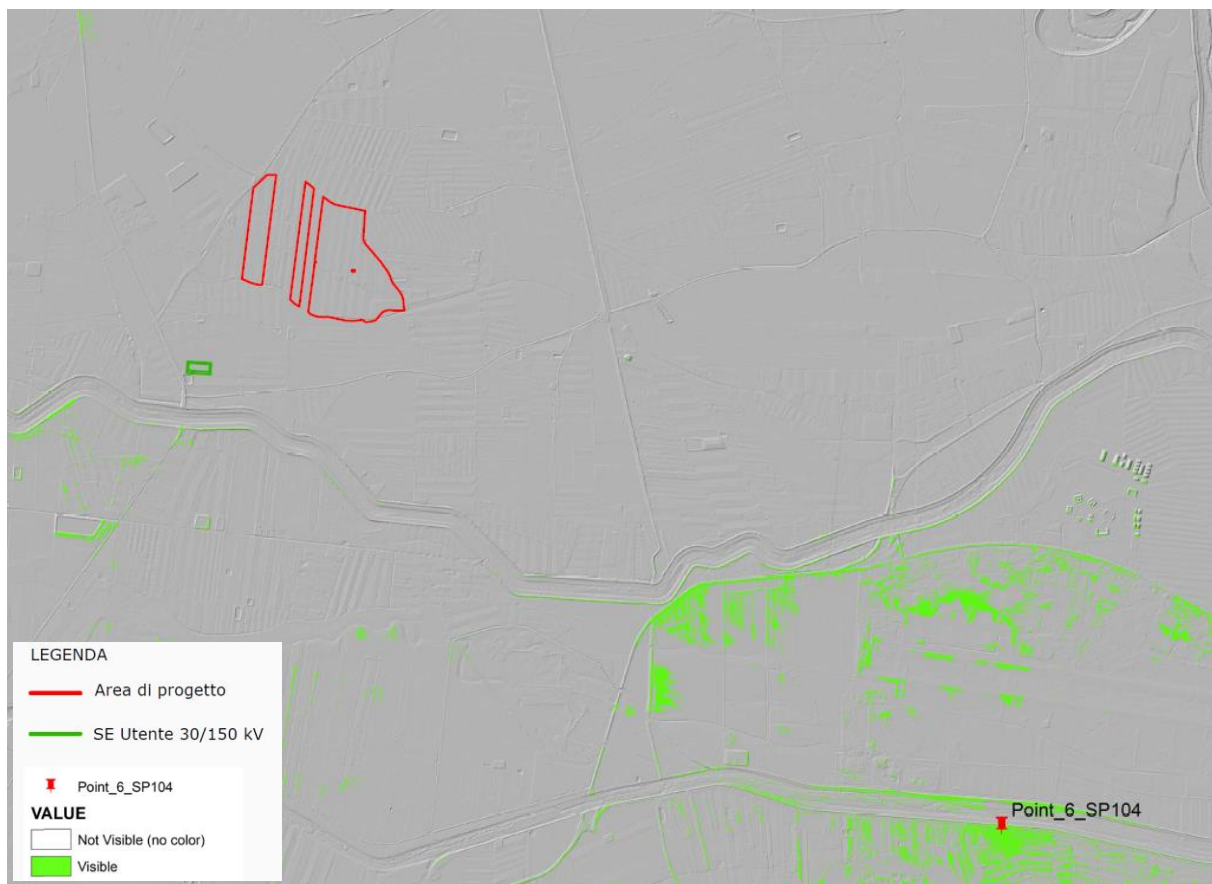 LEGENDA
Area di progetto
SE Utente 30/150 kV
Point_6_SP104
VALUE
Not Visible (no color)
Visible
Point_6_SP104